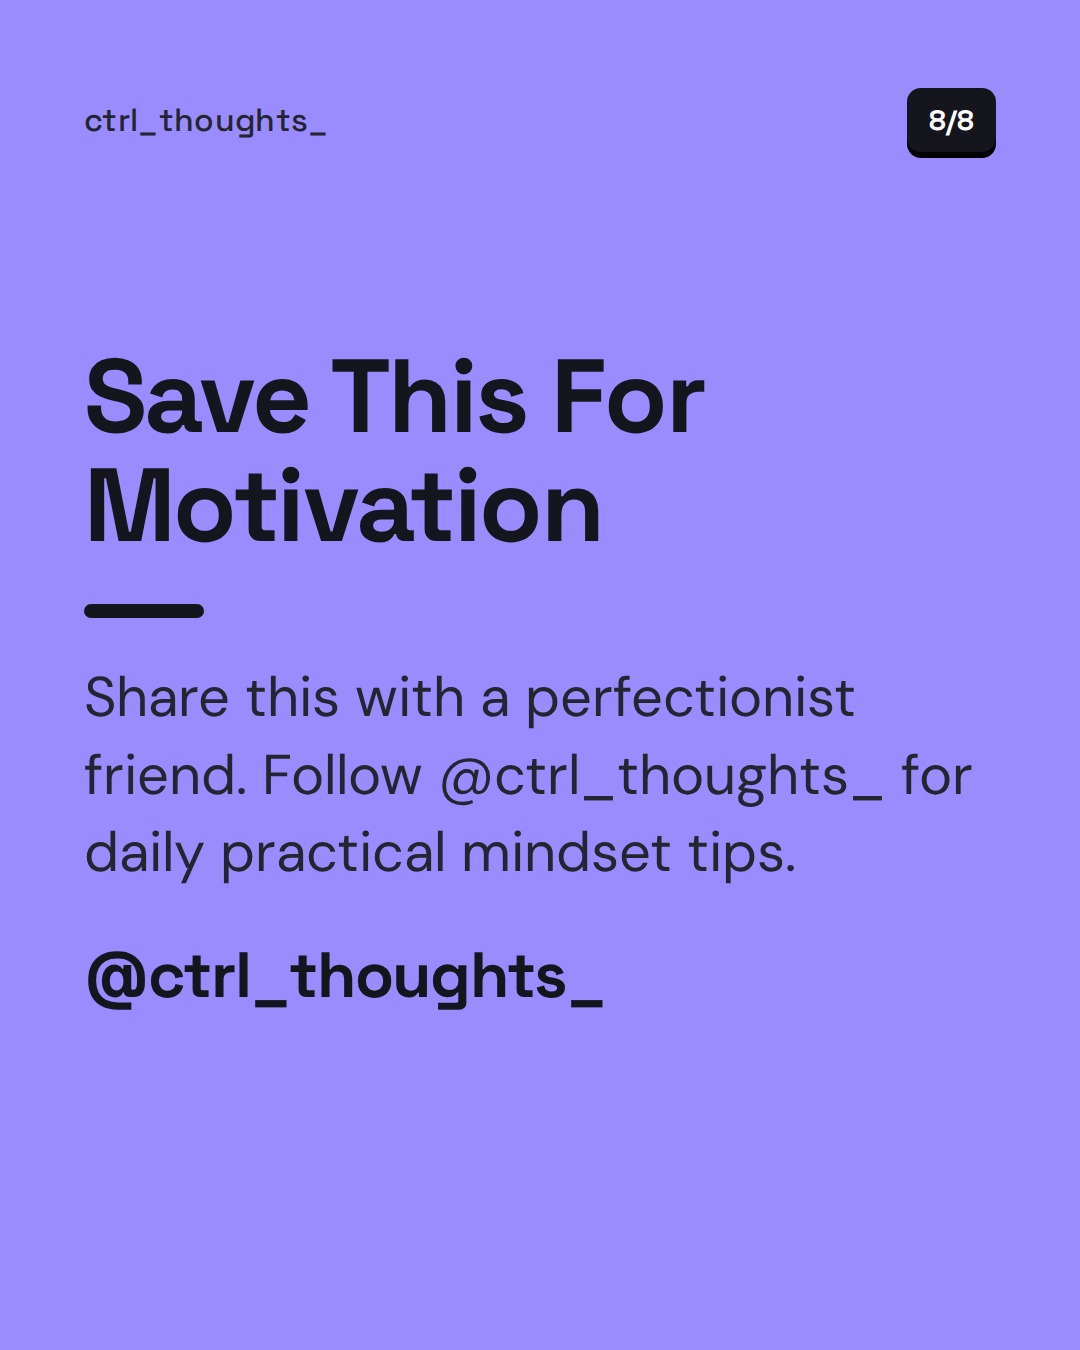 ctrl_thoughts_
8/8
Save This For
Motivation
Share this with a perfectionist
friend. Follow @ctrl_thoughts_ for
daily practical mindset tips.
@ctrl_thoughts_